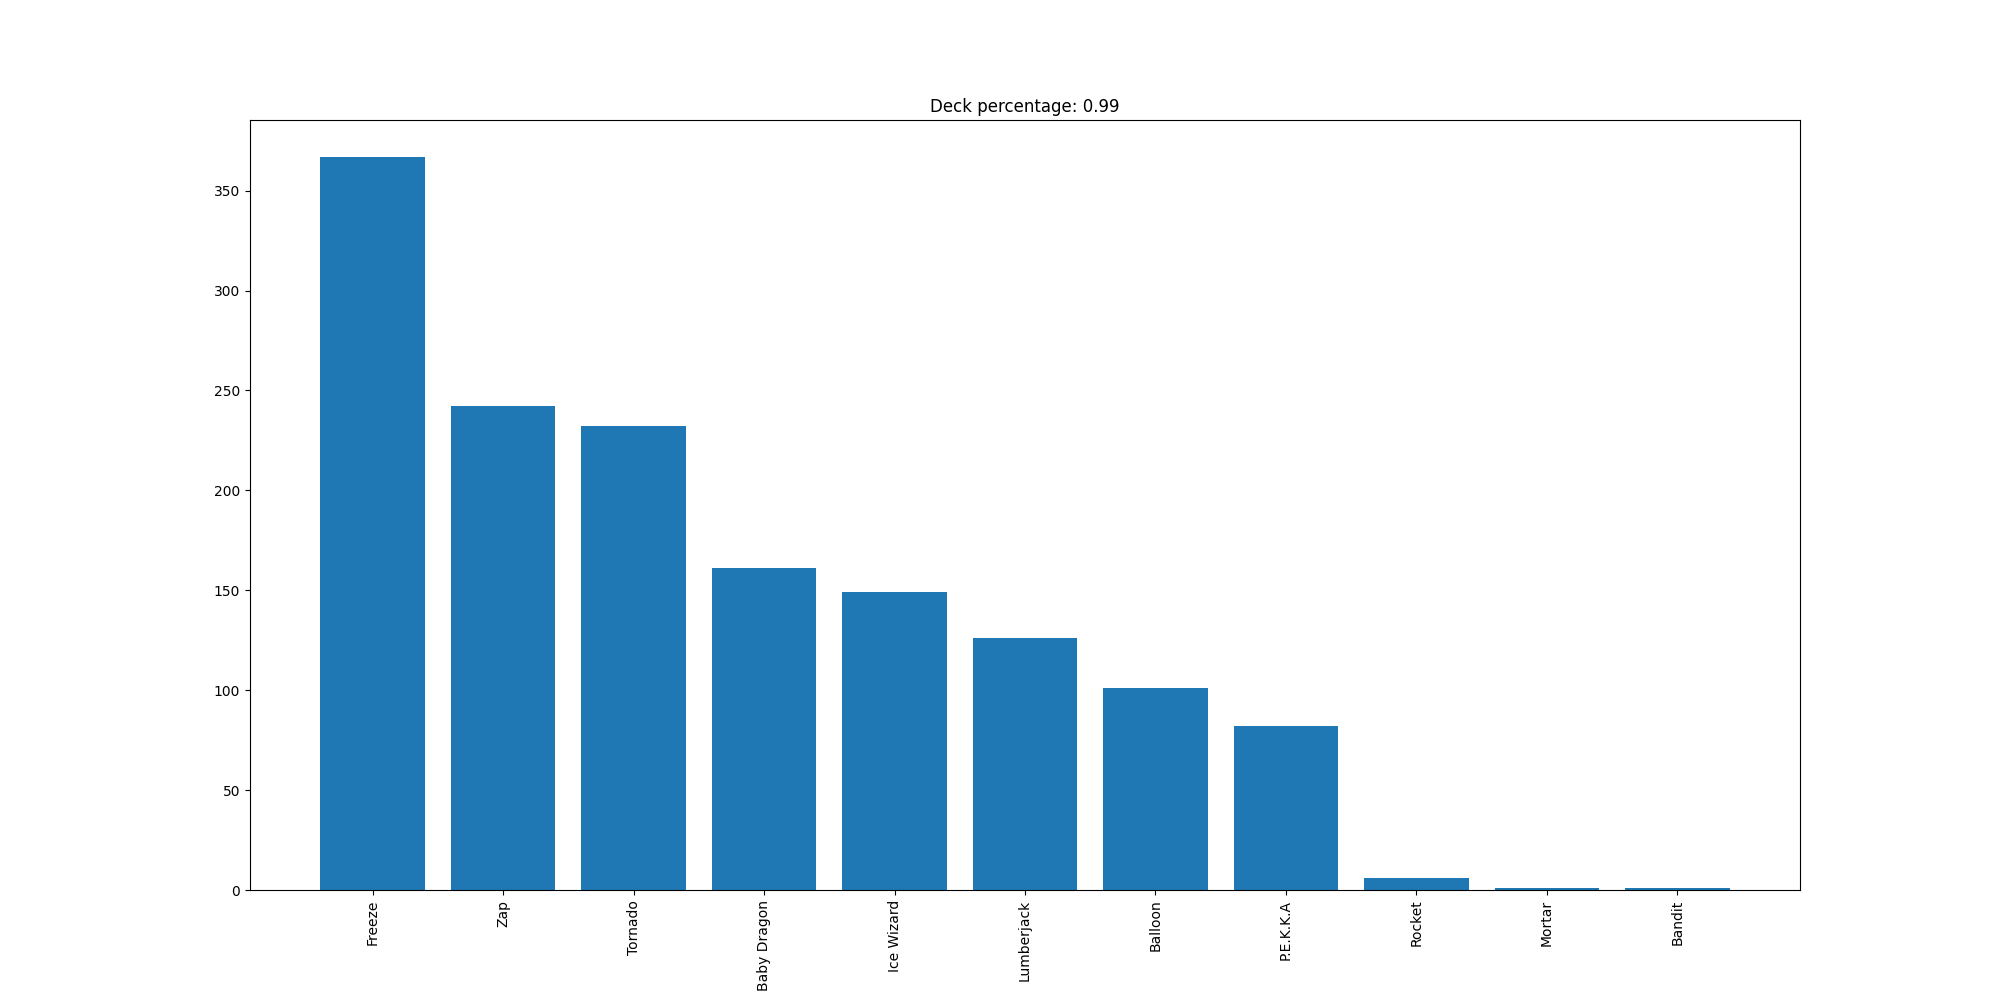 Deck percentage: 0.99
350
300
250
200
150
100
50
0
Freeze
Zap
Tornado
Baby Dragon
Ice Wizard
Lumberjack
Balloon
P.E.K.K.A
Rocket
Mortar
Bandit